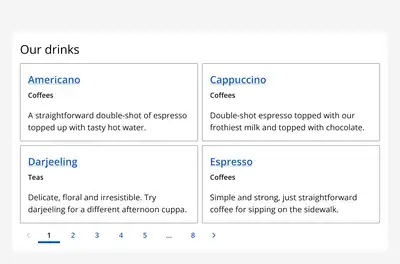 Our drinks
Americano
Coffees
A straightforward double-shot of espresso
topped up with tasty hot water.
Cappuccino
Coffees
Double-shot espresso topped with our
frothiest milk and topped with chocolate.
Darjeeling
Teas
Delicate, floral and irresistible. Try
darjeeling for a different afternoon cuppa.
Espresso
Coffees
Simple and strong, just straightforward
coffee for sipping on the sidewalk.
< 1 2 3 4 5 ... 8 >